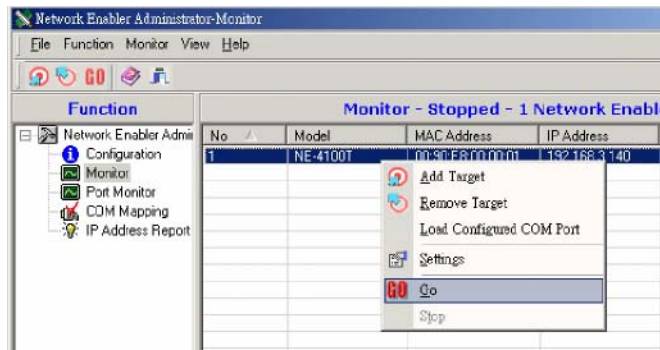 Network Enabler Administrator-Monitor
File Function Monitor View Help
GO
Function
Monitor - Stopped - 1 Network Enabl
Network Enabler Admi
Configuration
Monitor
Port Monitor
COM Mapping
IP Address Report
No Model MAC Address IP Address
1 NE-4100T 00:90:E8:00:00:01 192.168.3.140
Add Target
Remove Target
Load Configured COM Port
Settings
GO Go
Stop